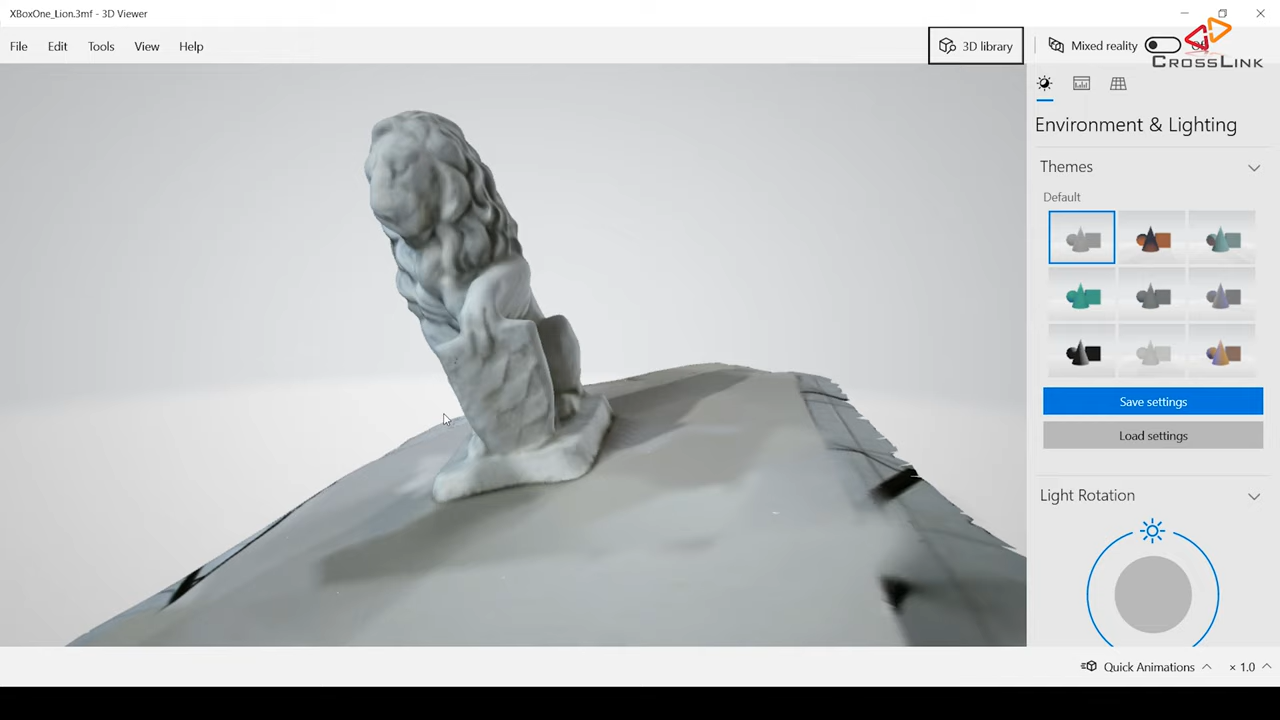 XBoxOne_Lion.3mf - 3D Viewer
File Edit Tools View Help
3D library
Mixed reality
CROSSLINK
Environment & Lighting
Themes
Default
Save settings
Load settings
Light Rotation
Quick Animations × 1.0